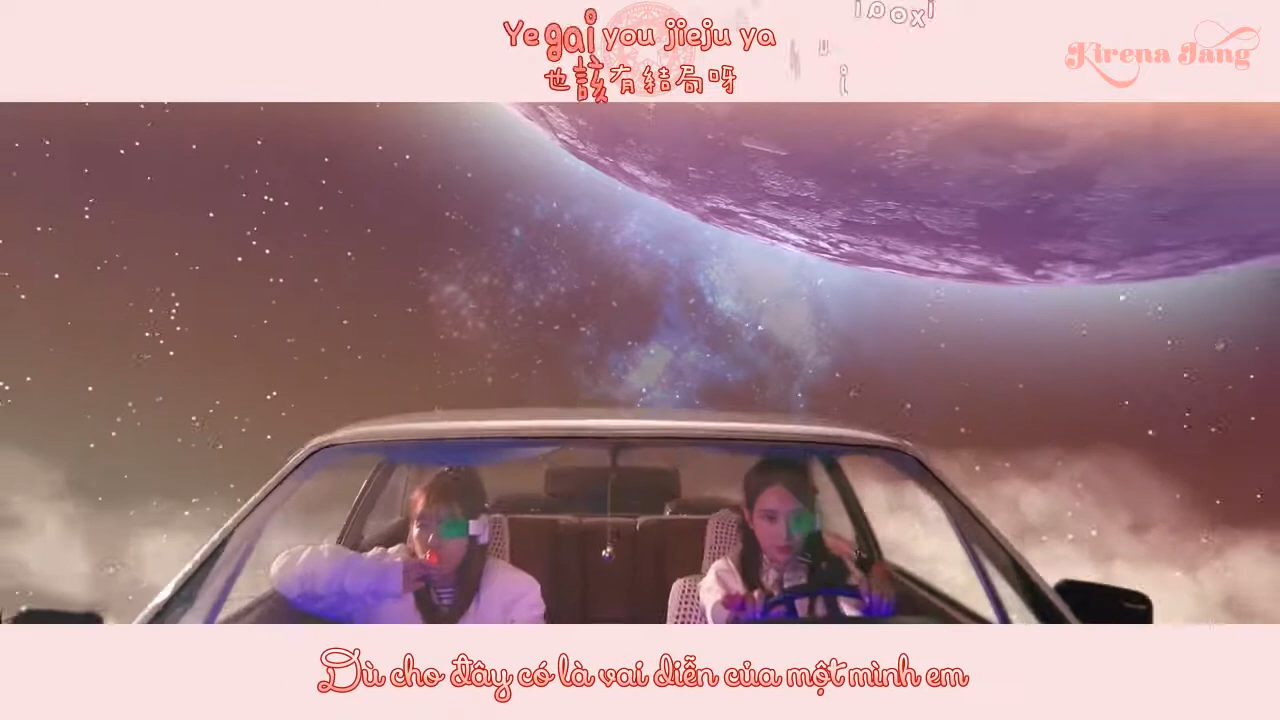 Ye gai you jieju ya
也該有結局呀
Kirena Jang
Dù cho đây có là vai diễn của một mình em